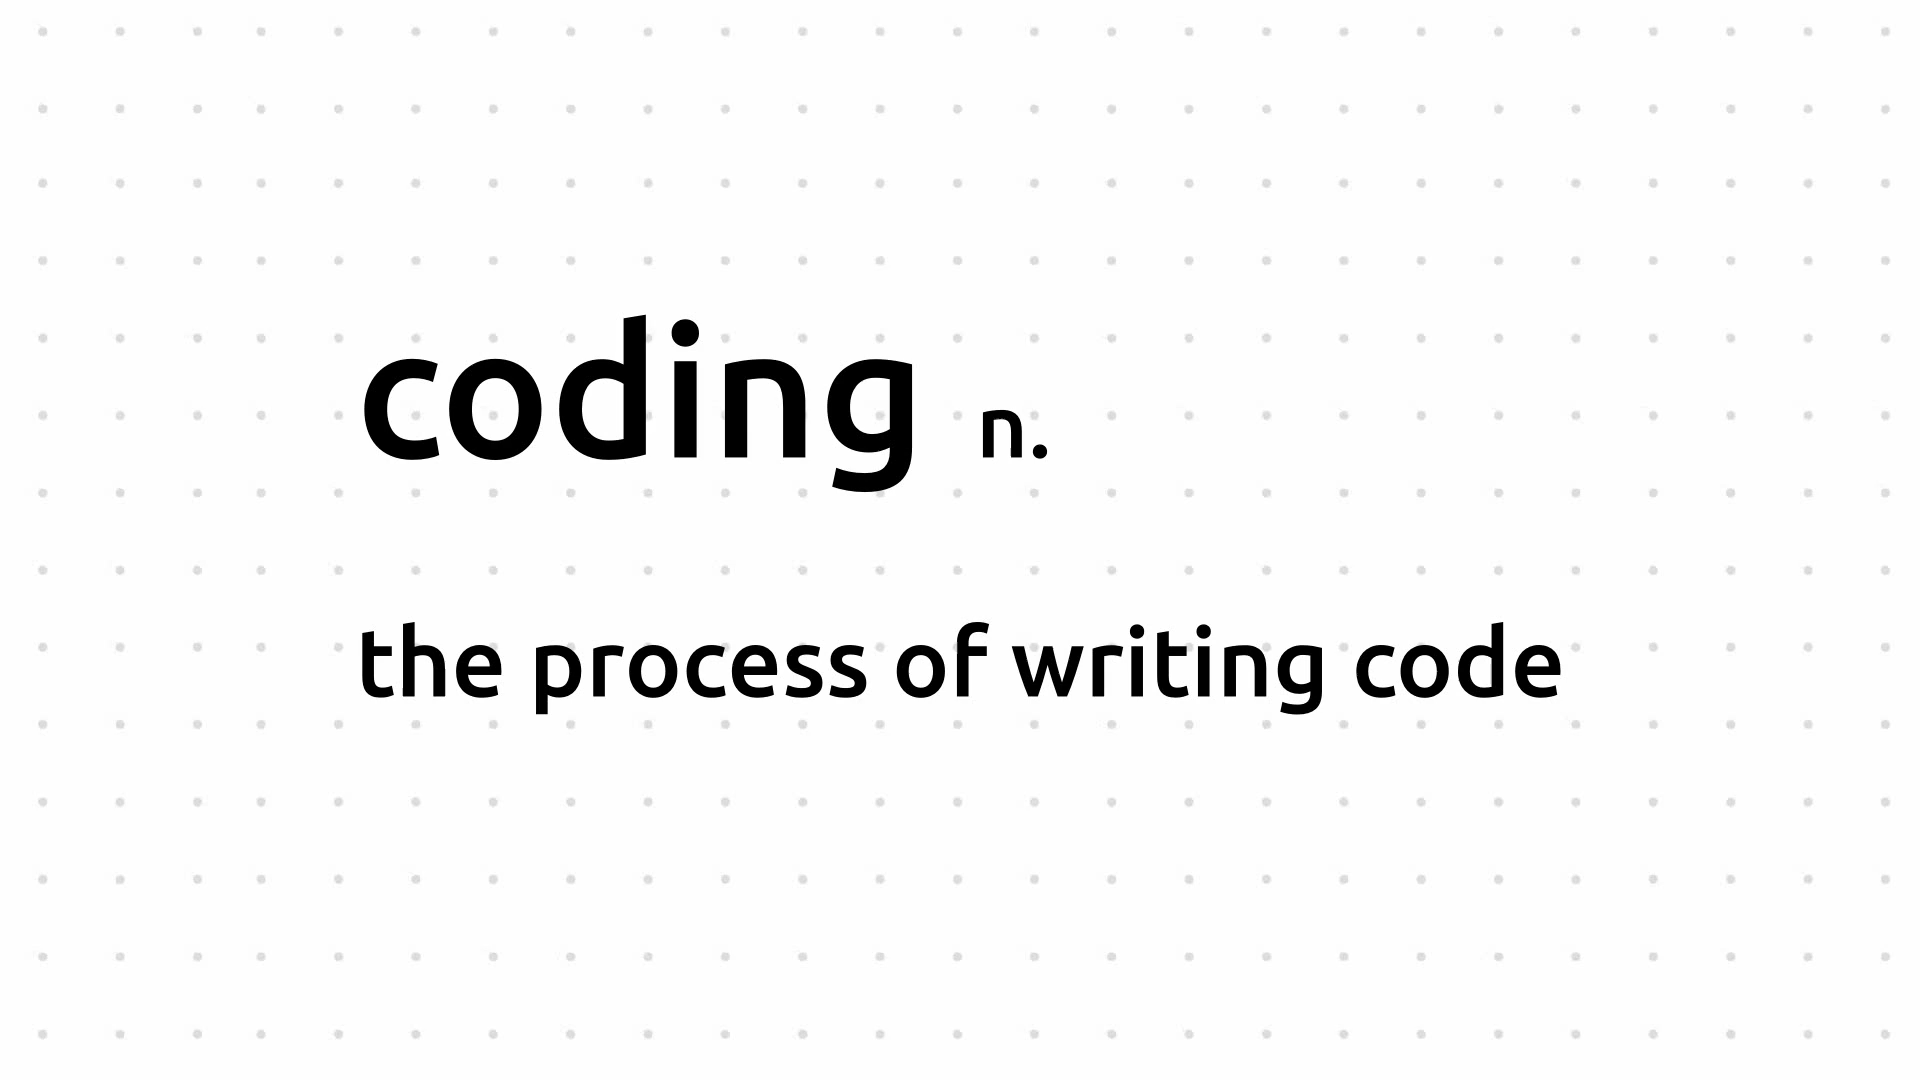 coding n.
the process of writing code